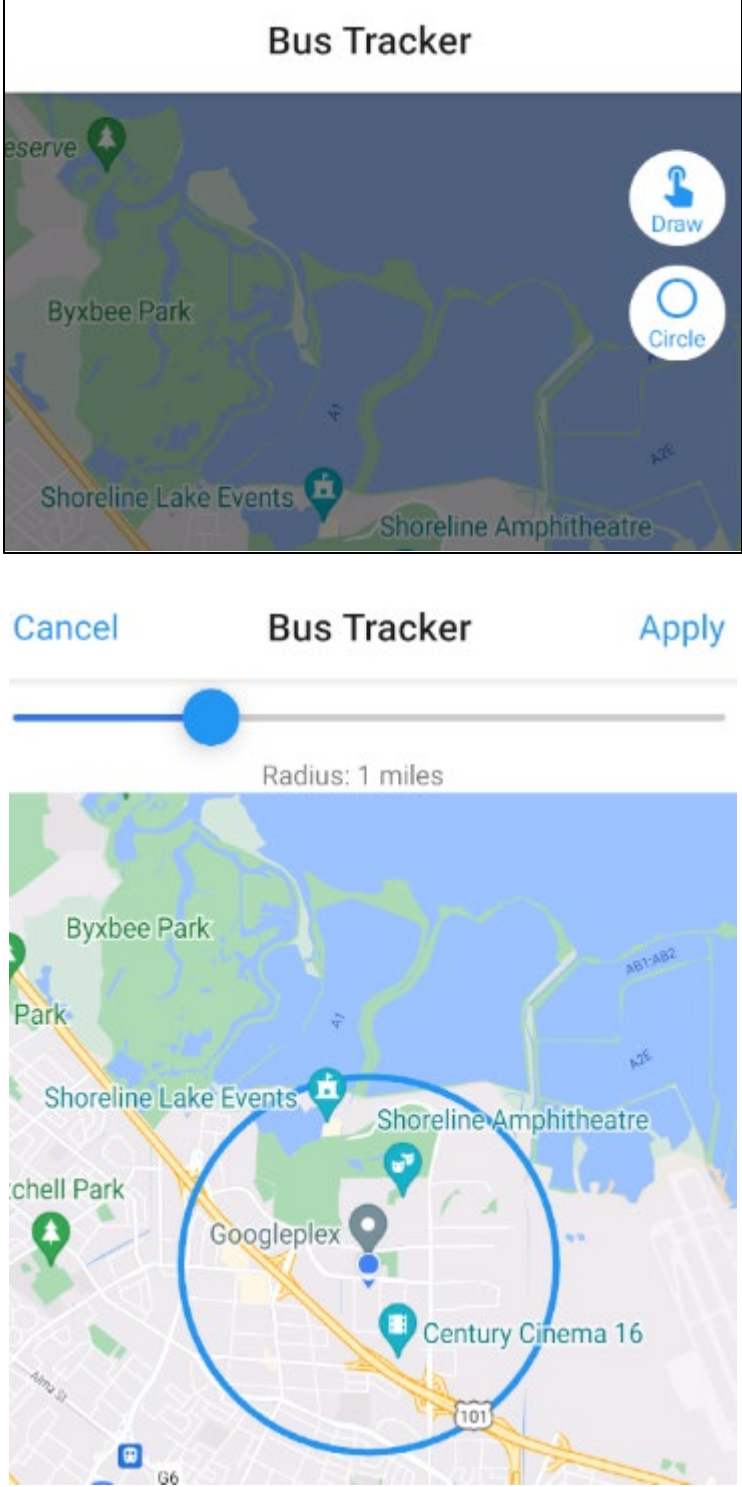 Bus Tracker
eserve
Draw
Byxbee Park
Circle
A1
A2E
Shoreline Lake Events
Shoreline Amphitheatre
Cancel Bus Tracker Apply
Radius: 1 miles
Byxbee Park
AB1-AB2
Park
A1
A2E
Shoreline Lake Events
Shoreline Amphitheatre
chell Park
Googleplex
Century Cinema 16
Alma St
101
G6